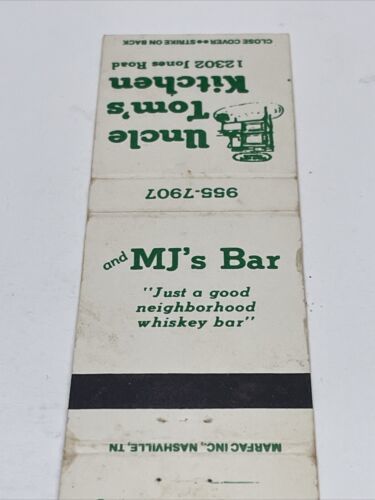 CLOSE COVER●●STRIKE ON BACK
12302 Jones Road
Uncle
Tom's
Kitchen
955-7907
and MJ's Bar
"Just a good
neighborhood
whiskey bar"
MARFAC INC., NASHVILLE, TN